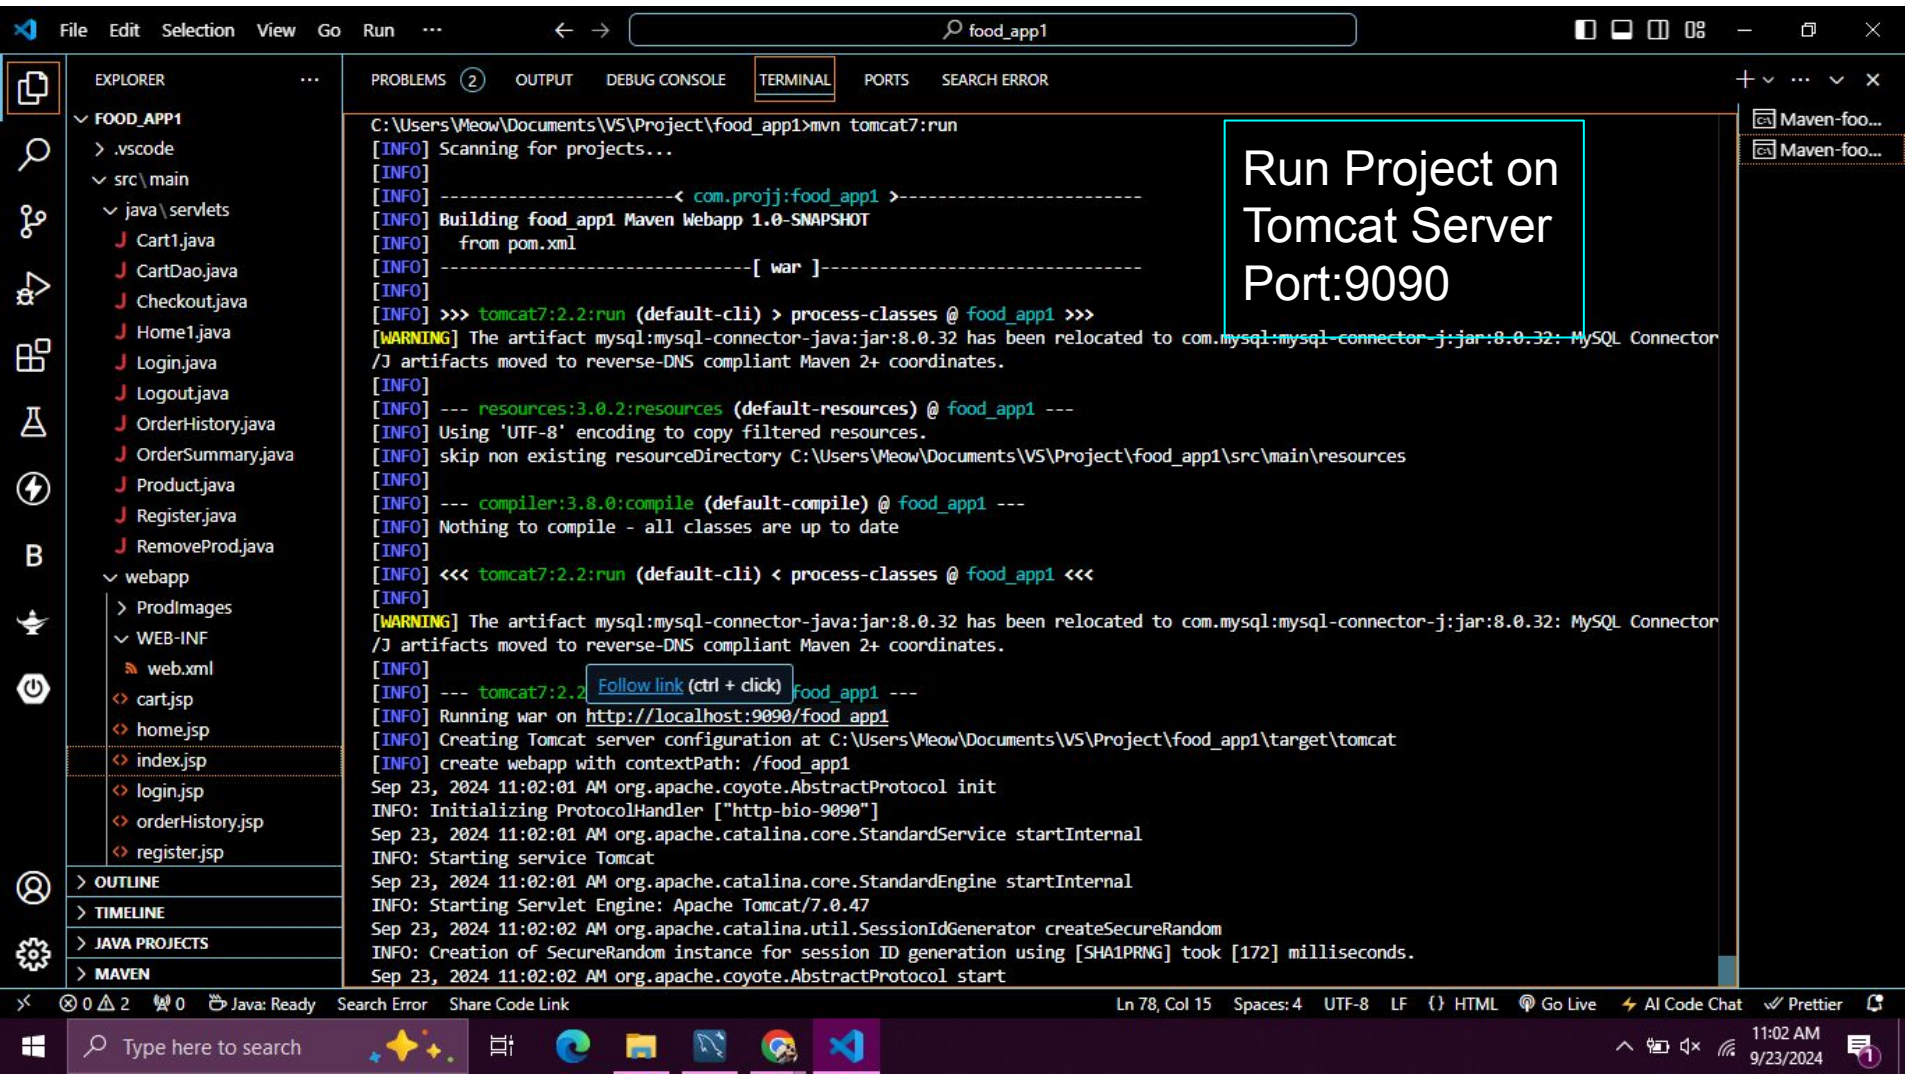 File Edit Selection View Go Run ···
food_app1
EXPLORER ···
FOOD_APP1
.vscode
src\main
java\servlets
J Cart1.java
J CartDao.java
J Checkout.java
J Home1.java
J Login.java
J Logout.java
J OrderHistory.java
J OrderSummary.java
J Product.java
J Register.java
J RemoveProd.java
webapp
ProdImages
WEB-INF
web.xml
cart.jsp
home.jsp
index.jsp
login.jsp
orderHistory.jsp
register.jsp
OUTLINE
TIMELINE
JAVA PROJECTS
MAVEN
B
PROBLEMS 2 OUTPUT DEBUG CONSOLE TERMINAL PORTS SEARCH ERROR
C:\Users\Meow\Documents\VS\Project\food_app1>mvn tomcat7:run
[INFO] Scanning for projects...
[INFO]
[INFO] ------------------------< com.projj:food_app1 >-------------------------
[INFO] Building food_app1 Maven Webapp 1.0-SNAPSHOT
[INFO]   from pom.xml
[INFO] --------------------------------[ war ]---------------------------------
[INFO]
[INFO] >>> tomcat7:2.2:run (default-cli) > process-classes @ food_app1 >>>
[WARNING] The artifact mysql:mysql-connector-java:jar:8.0.32 has been relocated to com.mysql:mysql-connector-j:jar:8.0.32: MySQL Connector
/J artifacts moved to reverse-DNS compliant Maven 2+ coordinates.
[INFO]
[INFO] --- resources:3.0.2:resources (default-resources) @ food_app1 ---
[INFO] Using 'UTF-8' encoding to copy filtered resources.
[INFO] skip non existing resourceDirectory C:\Users\Meow\Documents\VS\Project\food_app1\src\main\resources
[INFO]
[INFO] --- compiler:3.8.0:compile (default-compile) @ food_app1 ---
[INFO] Nothing to compile - all classes are up to date
[INFO]
[INFO] <<< tomcat7:2.2:run (default-cli) < process-classes @ food_app1 <<<
[INFO]
[WARNING] The artifact mysql:mysql-connector-java:jar:8.0.32 has been relocated to com.mysql:mysql-connector-j:jar:8.0.32: MySQL Connector
/J artifacts moved to reverse-DNS compliant Maven 2+ coordinates.
[INFO]
Follow link (ctrl + click)
[INFO] --- tomcat7:2.2 food_app1 ---
[INFO] Running war on http://localhost:9090/food_app1
[INFO] Creating Tomcat server configuration at C:\Users\Meow\Documents\VS\Project\food_app1\target\tomcat
[INFO] create webapp with contextPath: /food_app1
Sep 23, 2024 11:02:01 AM org.apache.coyote.AbstractProtocol init
INFO: Initializing ProtocolHandler ["http-bio-9090"]
Sep 23, 2024 11:02:01 AM org.apache.catalina.core.StandardService startInternal
INFO: Starting service Tomcat
Sep 23, 2024 11:02:01 AM org.apache.catalina.core.StandardEngine startInternal
INFO: Starting Servlet Engine: Apache Tomcat/7.0.47
Sep 23, 2024 11:02:02 AM org.apache.catalina.util.SessionIdGenerator createSecureRandom
INFO: Creation of SecureRandom instance for session ID generation using [SHA1PRNG] took [172] milliseconds.
Sep 23, 2024 11:02:02 AM org.apache.coyote.AbstractProtocol start
Run Project on
Tomcat Server
Port:9090
Maven-foo...
Maven-foo...
0 2 0 Java: Ready Search Error Share Code Link Ln 78, Col 15 Spaces: 4 UTF-8 LF {} HTML Go Live AI Code Chat Prettier
Type here to search
11:02 AM
9/23/2024
1